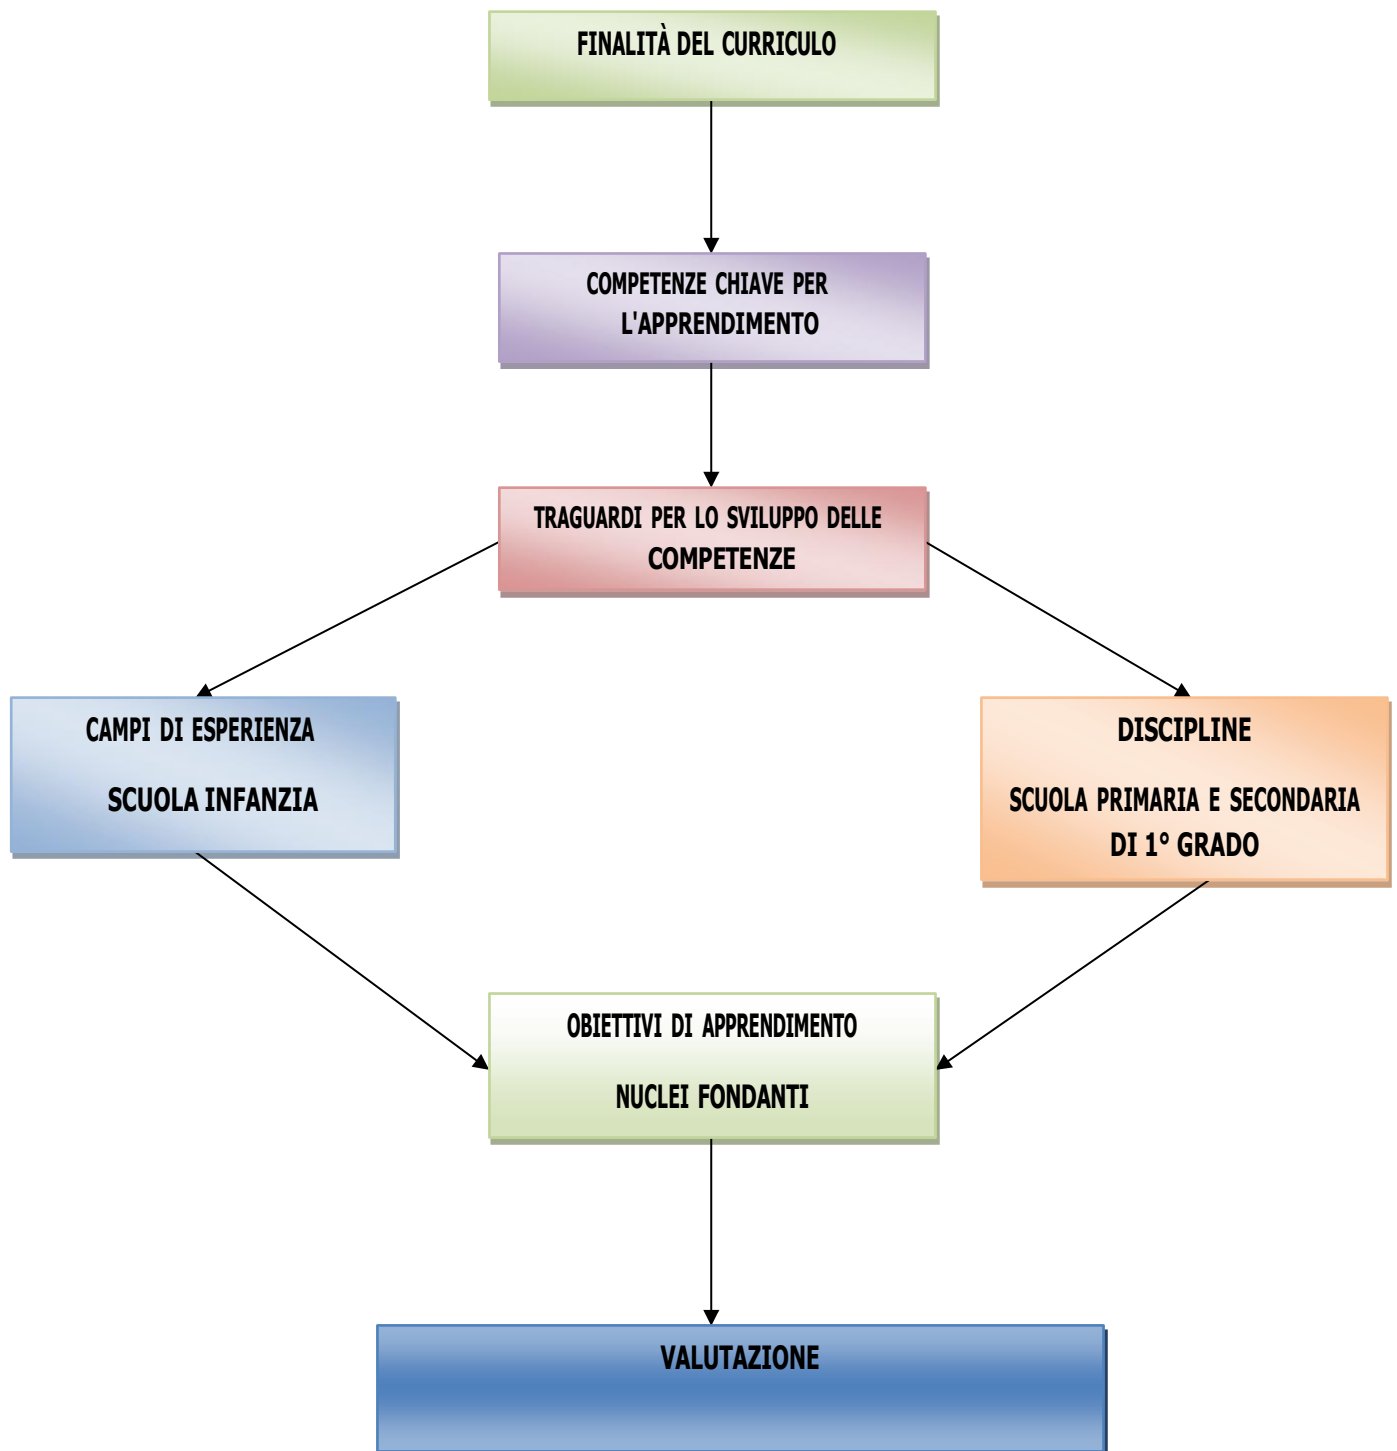 FINALITÀ DEL CURRICULO
COMPETENZE CHIAVE PER
L'APPRENDIMENTO
TRAGUARDI PER LO SVILUPPO DELLE
COMPETENZE
CAMPI DI ESPERIENZA
SCUOLA INFANZIA
DISCIPLINE
SCUOLA PRIMARIA E SECONDARIA
DI 1° GRADO
OBIETTIVI DI APPRENDIMENTO
NUCLEI FONDANTI
VALUTAZIONE